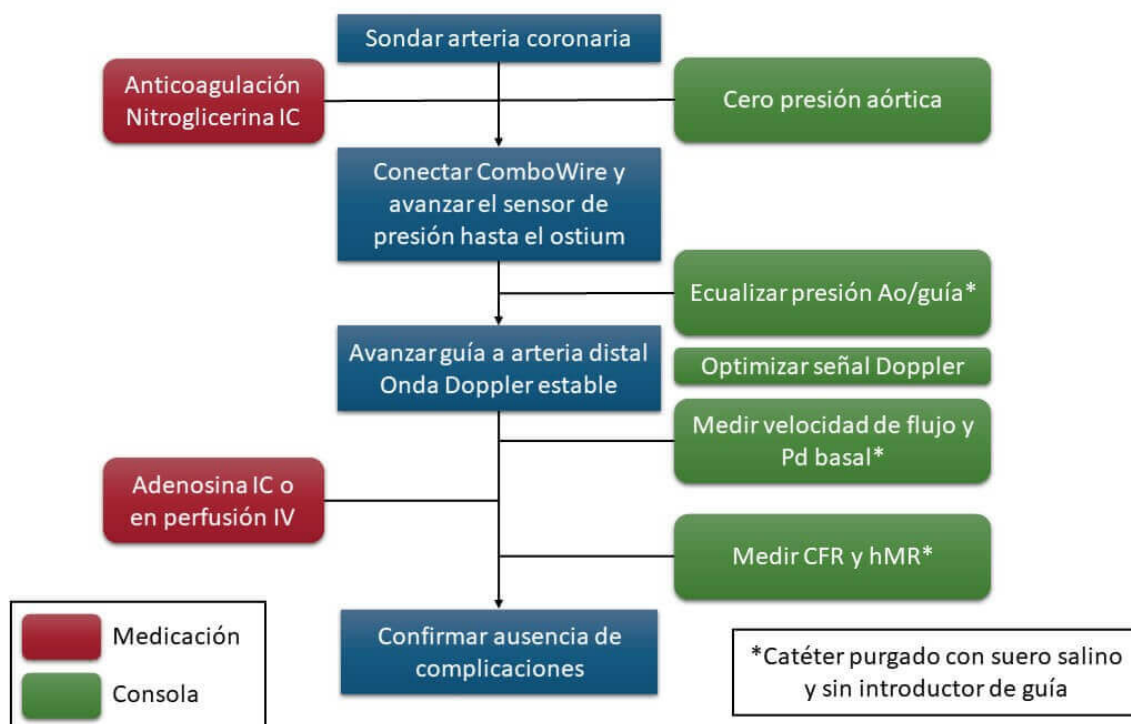 Sondar arteria coronaria
Anticoagulación
Nitroglicerina IC
Cero presión aórtica
Conectar ComboWire y
avanzar el sensor de
presión hasta el ostium
Ecualizar presión Ao/guía*
Avanzar guía a arteria distal
Onda Doppler estable
Optimizar señal Doppler
Medir velocidad de flujo y
Pd basal*
Adenosina IC o
en perfusión IV
Medir CFR y hMR*
Confirmar ausencia de
complicaciones
Medicación
Consola
*Catéter purgado con suero salino
y sin introductor de guía